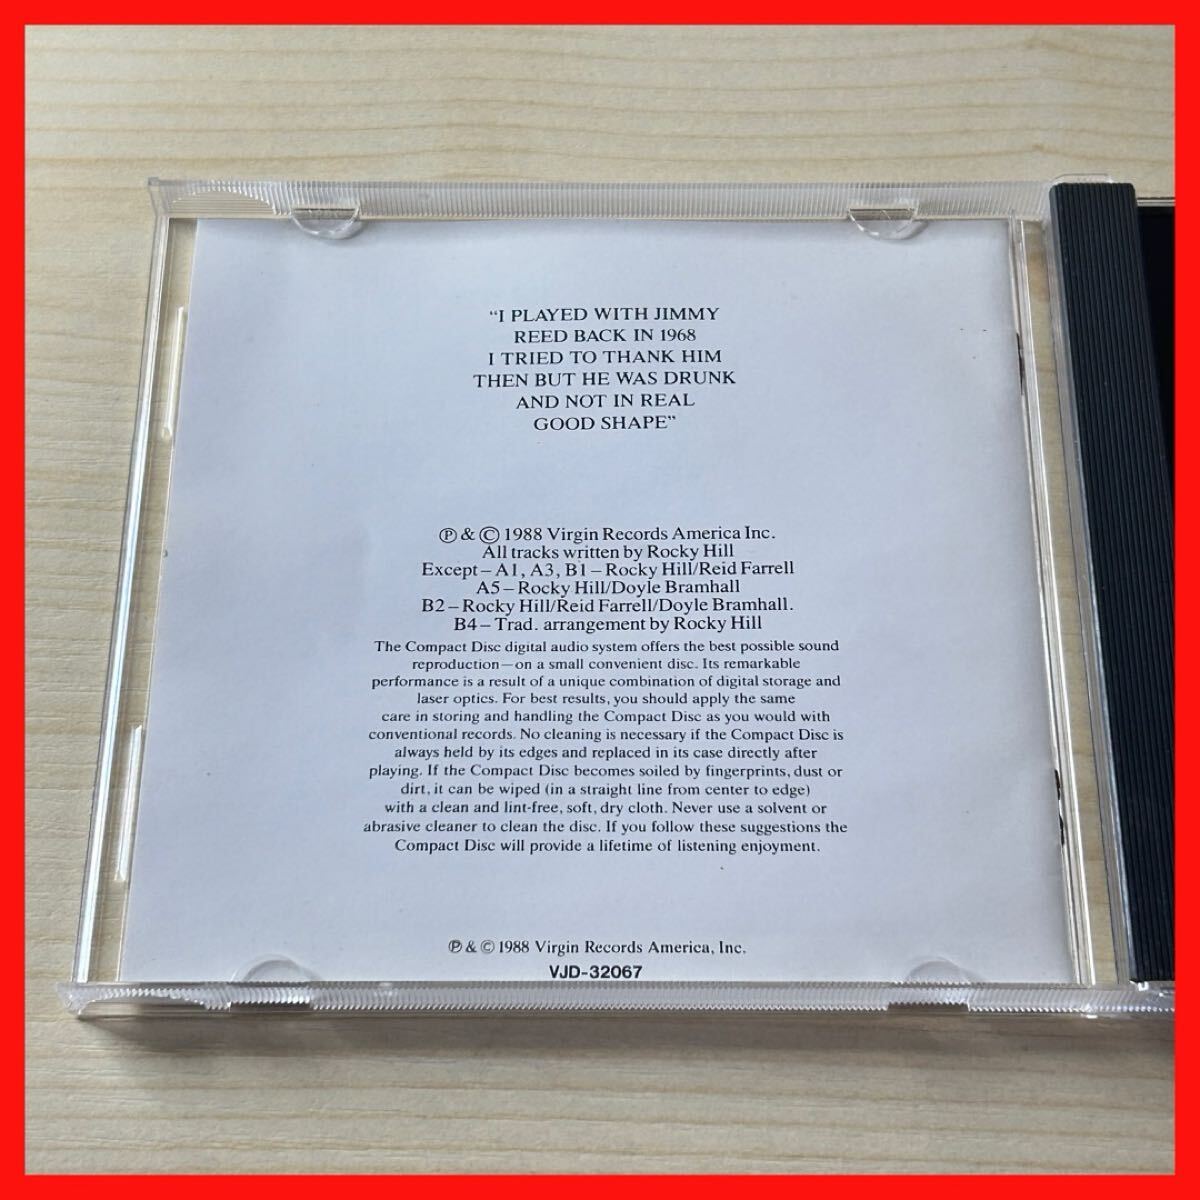 “I PLAYED WITH JIMMY
REED BACK IN 1968
I TRIED TO THANK HIM
THEN BUT HE WAS DRUNK
AND NOT IN REAL
GOOD SHAPE”
Ⓟ & © 1988 Virgin Records America Inc.
All tracks written by Rocky Hill
Except – A1, A3, B1 – Rocky Hill/Reid Farrell
A5 – Rocky Hill/Doyle Bramhall
B2 – Rocky Hill/Reid Farrell/Doyle Bramhall.
B4 – Trad. arrangement by Rocky Hill
The Compact Disc digital audio system offers the best possible sound
reproduction — on a small convenient disc. Its remarkable
performance is a result of a unique combination of digital storage and
laser optics. For best results, you should apply the same
care in storing and handling the Compact Disc as you would with
conventional records. No cleaning is necessary if the Compact Disc is
always held by its edges and replaced in its case directly after
playing. If the Compact Disc becomes soiled by fingerprints, dust or
dirt, it can be wiped (in a straight line from center to edge)
with a clean and lint-free, soft, dry cloth. Never use a solvent or
abrasive cleaner to clean the disc. If you follow these suggestions the
Compact Disc will provide a lifetime of listening enjoyment.
Ⓟ & © 1988 Virgin Records America, Inc.
VJD-32067